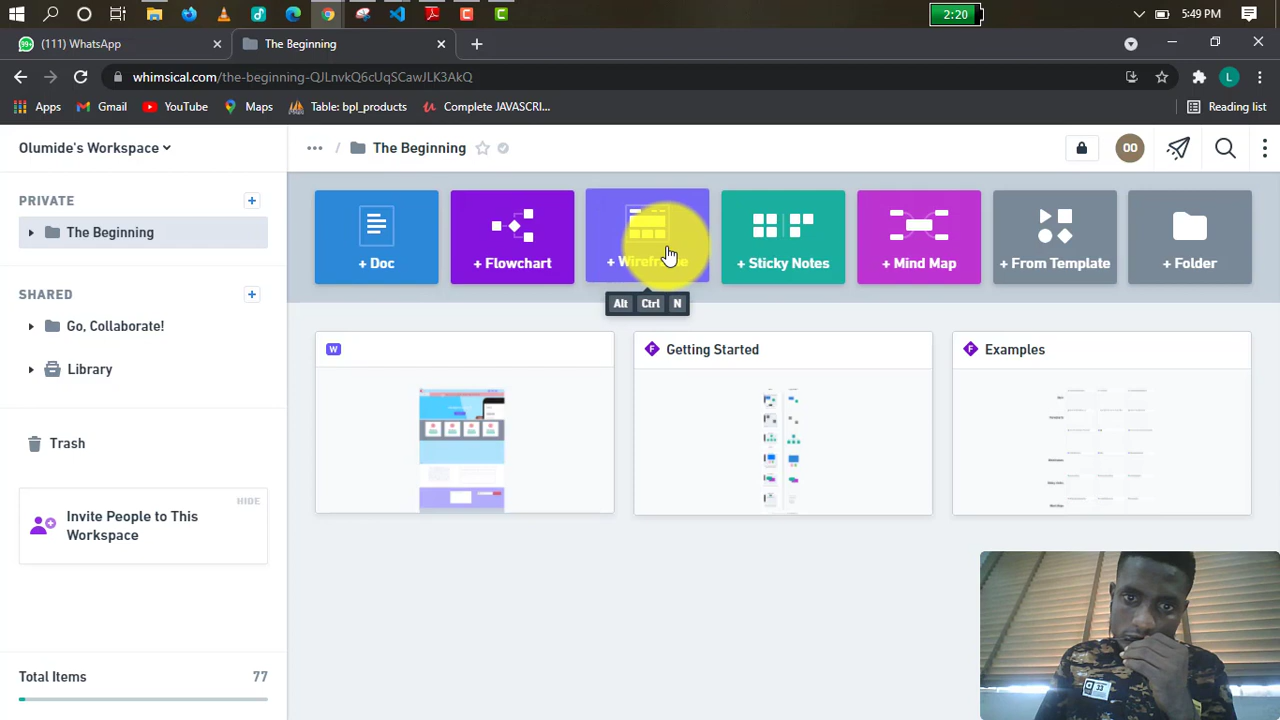 2:20
5:49 PM
99+
(111) WhatsApp
The Beginning
whimsical.com/the-beginning-QJLnvkQ6cUqSCawJLK3AkQ
L
Apps
Gmail
YouTube
Maps
Table: bpl_products
Complete JAVASCRI...
Reading list
Olumide's Workspace
/ The Beginning
OO
PRIVATE
The Beginning
SHARED
Go, Collaborate!
Library
Trash
HIDE
Invite People to This
Workspace
Total Items 77
+ Doc
+ Flowchart
+ Wireframe
+ Sticky Notes
+ Mind Map
+ From Template
+ Folder
Alt Ctrl N
W
F Getting Started
F Examples
33